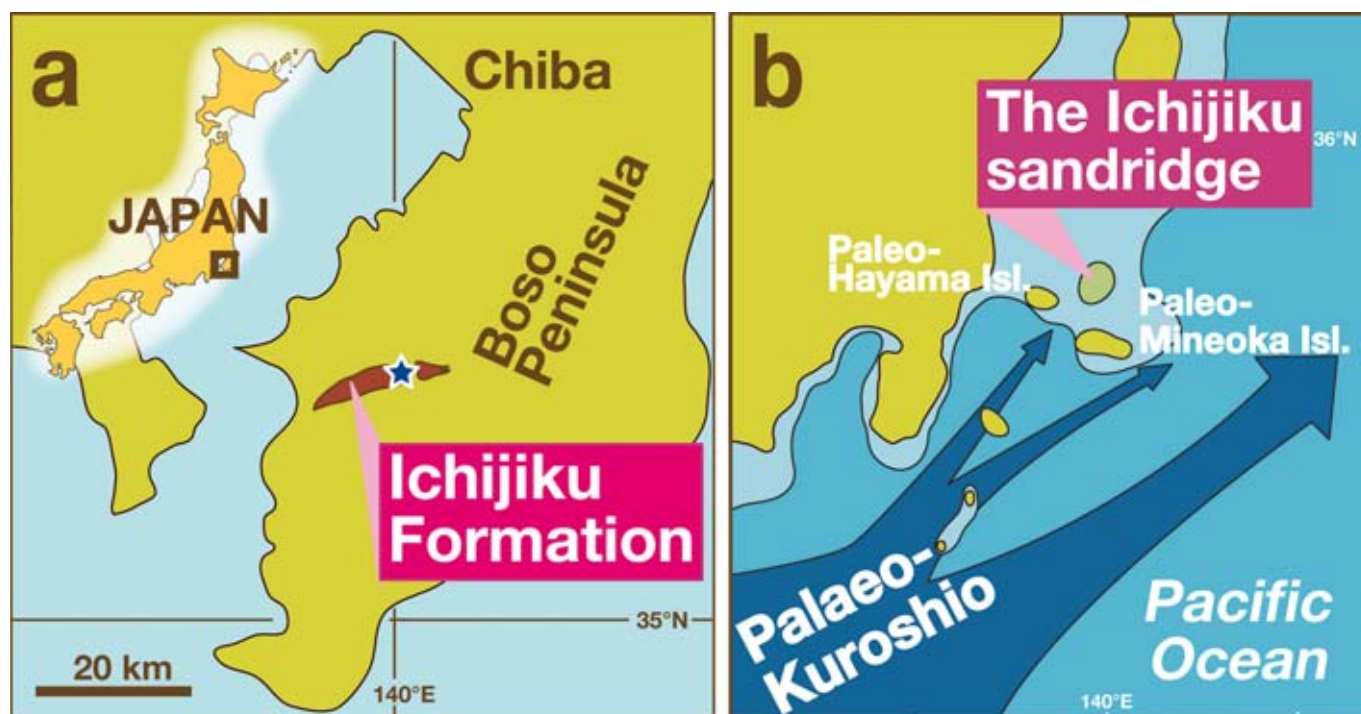 a
Chiba
JAPAN
Boso
Peninsula
Ichijiku
Formation
35°N
20 km
140°E
b
The Ichijiku
sandridge
36°N
Paleo-
Hayama Isl.
Paleo-
Mineoka Isl.
Palaeo-
Kuroshio
Pacific
Ocean
140°E